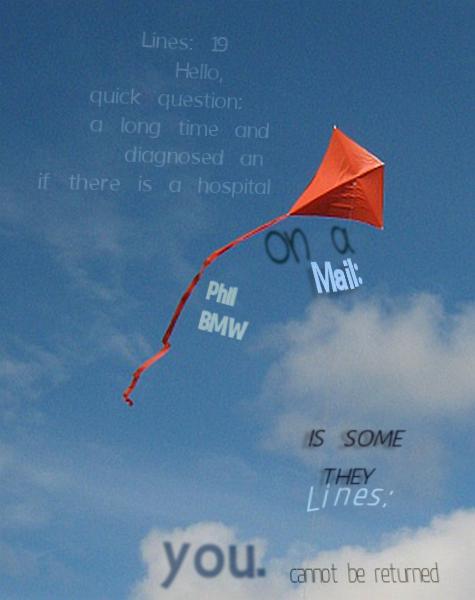 Lines: 19
Hello,
quick question:
a long time and
diagnosed an
if there is a hospital
on a
Mail:
Phil
BMW
IS SOME
THEY
Lines:
you.
cannot be returned